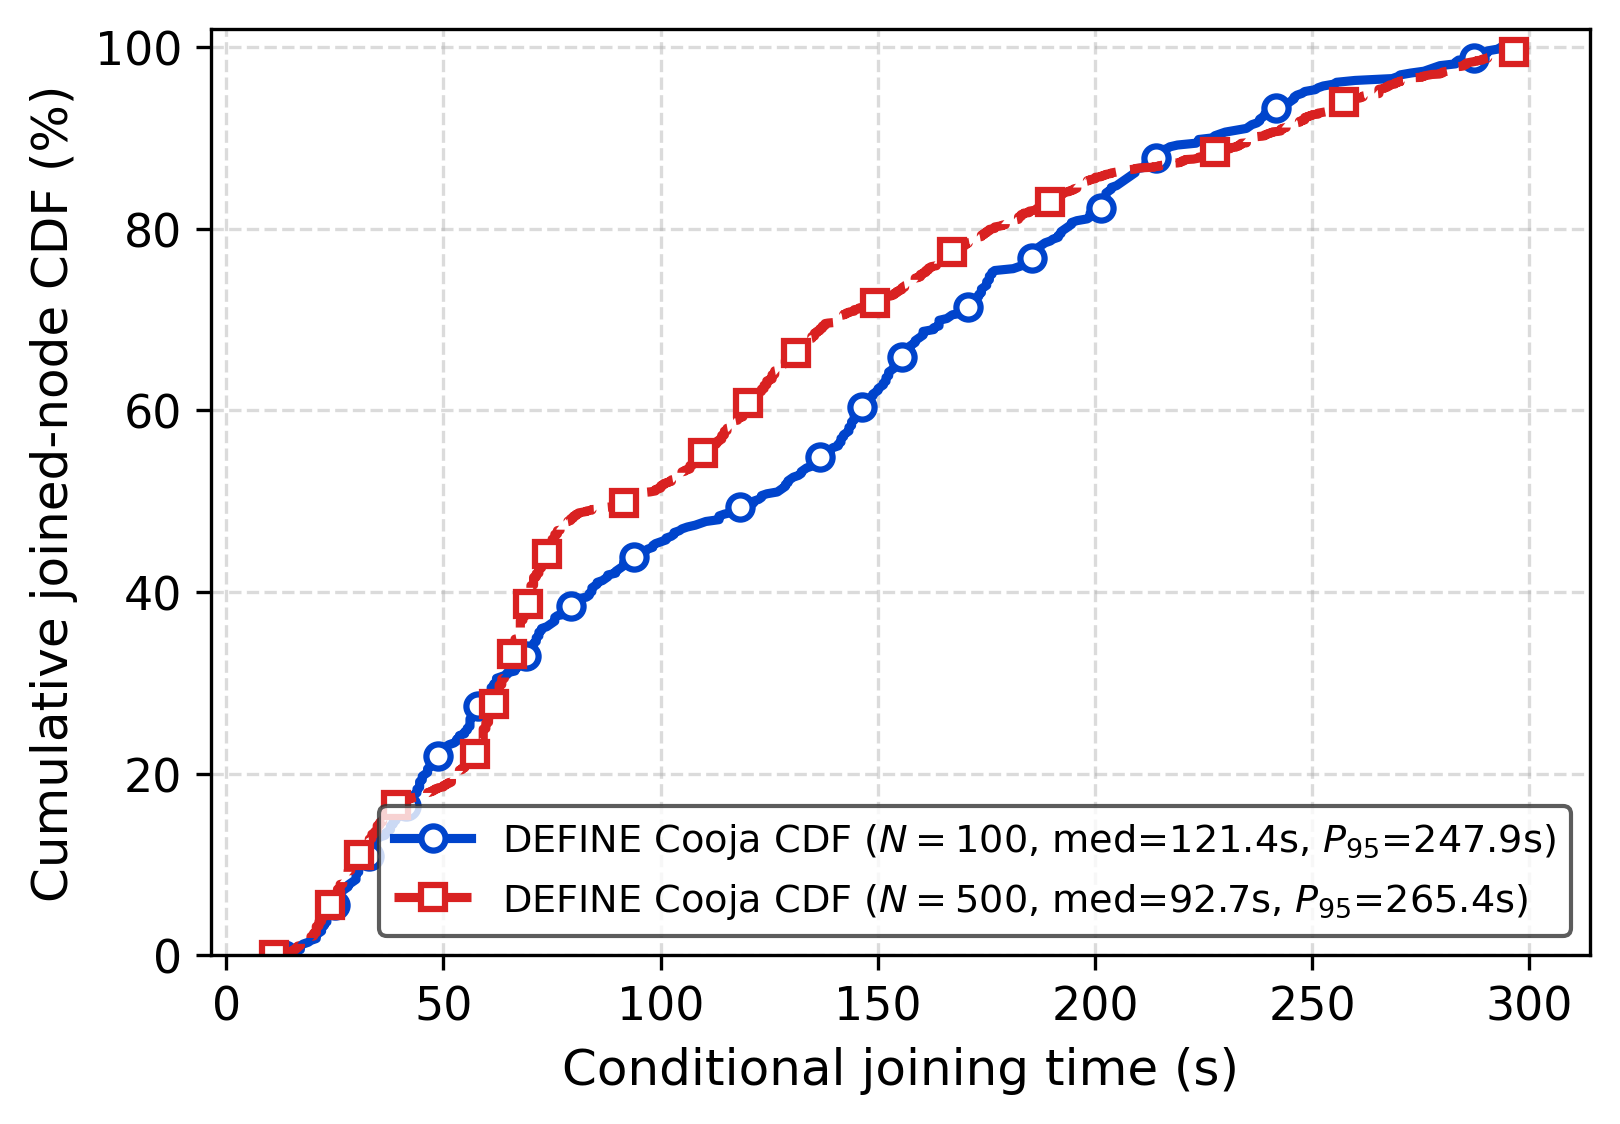 100
80
60
40
20
0
Cumulative joined-node CDF (%)
DEFINE Cooja CDF (N = 100, med=121.4s, P95=247.9s)
DEFINE Cooja CDF (N = 500, med=92.7s, P95=265.4s)
0 50 100 150 200 250 300
Conditional joining time (s)